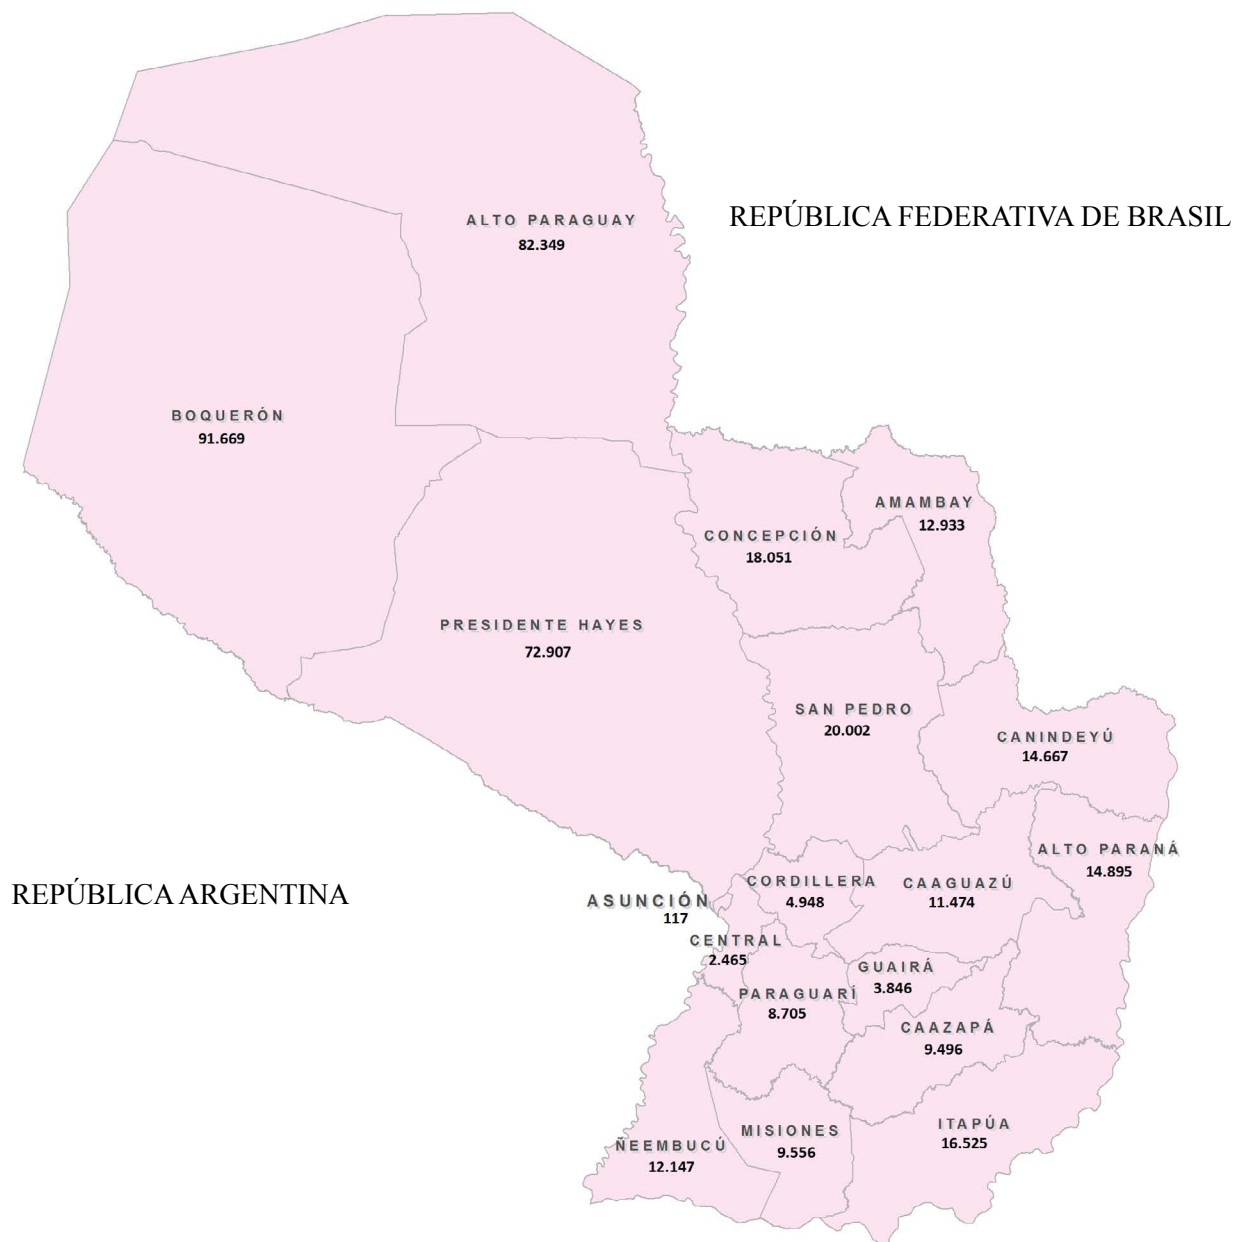 ALTO PARAGUAY
82.349
REPÚBLICA FEDERATIVA DE BRASIL
BOQUERÓN
91.669
AMAMBAY
12.933
CONCEPCIÓN
18.051
PRESIDENTE HAYES
72.907
SAN PEDRO
20.002
CANINDEYÚ
14.667
ALTO PARANÁ
14.895
CORDILLERA
4.948
CAAGUAZÚ
11.474
REPÚBLICA ARGENTINA
ASUNCIÓN
117
CENTRAL
2.465
GUAIRÁ
3.846
PARAGUARÍ
8.705
CAAZAPÁ
9.496
ITAPÚA
16.525
MISIONES
9.556
ÑEEMBUCÚ
12.147